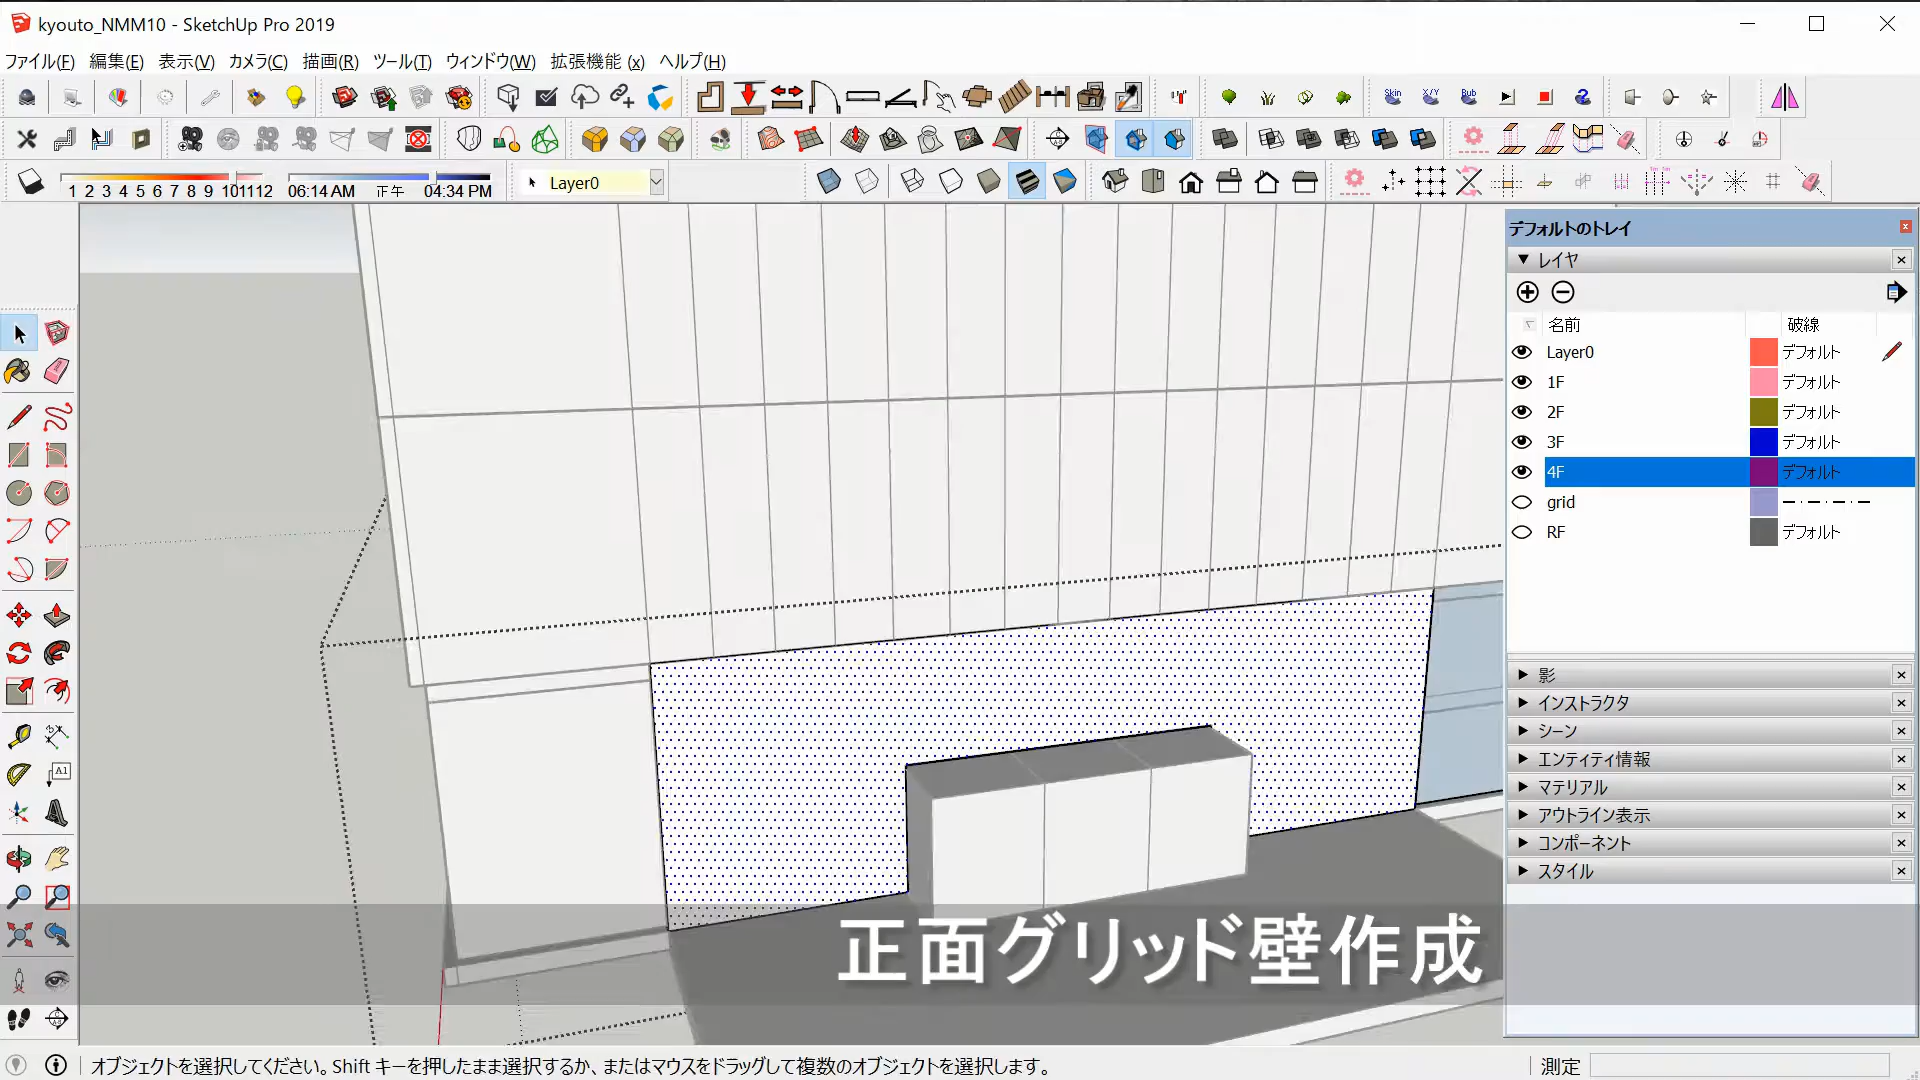 kyouto_NMM10 - SketchUp Pro 2019
ファイル(F) 編集(E) 表示(V) カメラ(C) 描画(R) ツール(T) ウィンドウ(W) 拡張機能 (x) ヘルプ(H)
Skin X/Y Bub
1 2 3 4 5 6 7 8 9 101112 06:14 AM 正午 04:34 PM Layer0
デフォルトのトレイ
レイヤ
名前 破線
Layer0 デフォルト
1F デフォルト
2F デフォルト
3F デフォルト
4F デフォルト
grid
RF デフォルト
影
インストラクタ
シーン
エンティティ情報
マテリアル
アウトライン表示
コンポーネント
スタイル
A1
正面グリッド壁作成
オブジェクトを選択してください。Shift キーを押したまま選択するか、またはマウスをドラッグして複数のオブジェクトを選択します。
測定